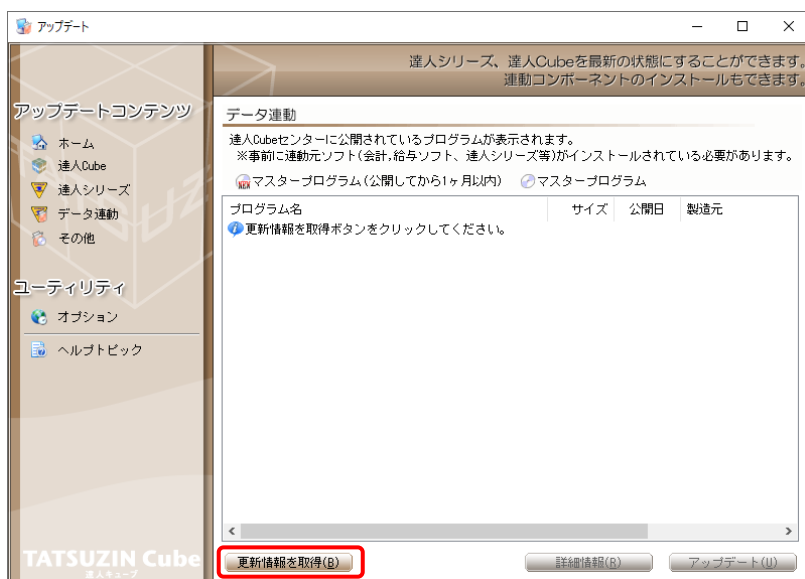 アップデート
達人シリーズ、達人Cubeを最新の状態にすることができます。
連動コンポーネントのインストールもできます。
アップデートコンテンツ
ホーム
達人Cube
達人シリーズ
データ連動
その他
ユーティリティ
オプション
ヘルプトピック
TATSUZIN Cube
達人キューブ
データ連動
達人Cubeセンターに公開されているプログラムが表示されます。
※事前に連動元ソフト(会計,給与ソフト、達人シリーズ等)がインストールされている必要があります。
マスタープログラム(公開してから1ヶ月以内) マスタープログラム
プログラム名 サイズ 公開日 製造元
更新情報を取得ボタンをクリックしてください。
更新情報を取得(B) 詳細情報(R) アップデート(U)